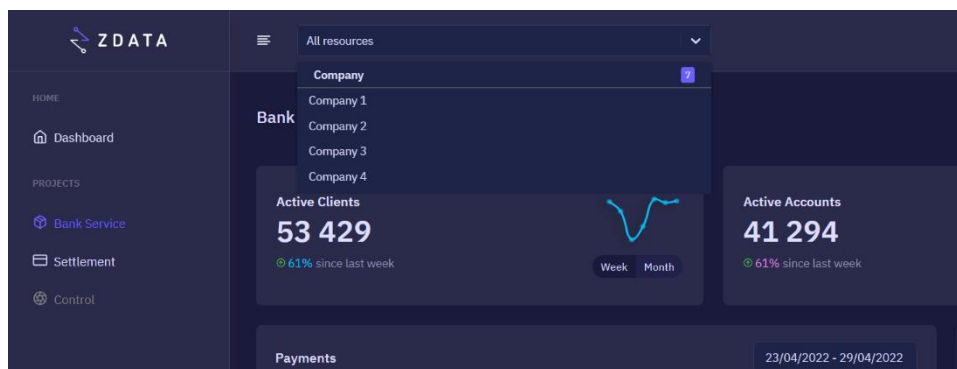 ZDATA
All resources
Company 7
Company 1
Company 2
Company 3
Company 4
HOME
Dashboard
PROJECTS
Bank Service
Settlement
Control
Bank
Active Clients
53 429
61% since last week
Week Month
Active Accounts
41 294
61% since last week
Payments
23/04/2022 - 29/04/2022